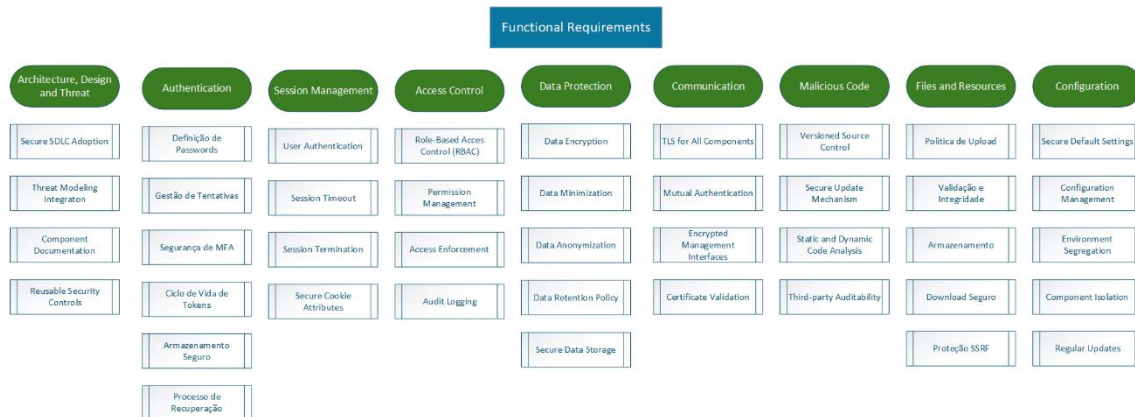 Functional Requirements
Architecture, Design
and Threat
Secure SDLC Adoption
Threat Modeling
Integraton
Component
Documentation
Reusable Security
Controls
Authentication
Definição de
Passwords
Gestão de Tentativas
Segurança de MFA
Ciclo de Vida de
Tokens
Armazenamento
Seguro
Processo de
Recuperação
Session Management
User Authentication
Session Timeout
Session Termination
Secure Cookie
Attributes
Access Control
Role-Based Acces
Control (RBAC)
Permission
Management
Access Enforcement
Audit Logging
Data Protection
Data Encryption
Data Minimization
Data Anonymization
Data Retention Policy
Secure Data Storage
Communication
TLS for All Components
Mutual Authentication
Encrypted
Management
Interfaces
Certificate Validation
Malicious Code
Versioned Source
Control
Secure Update
Mechanism
Static and Dynamic
Code Analysis
Third-party Auditability
Files and Resources
Politica de Upload
Validação e
Integridade
Armazenamento
Download Seguro
Proteção SSRF
Configuration
Secure Default Settings
Configuration
Management
Environment
Segregation
Component Isolation
Regular Updates